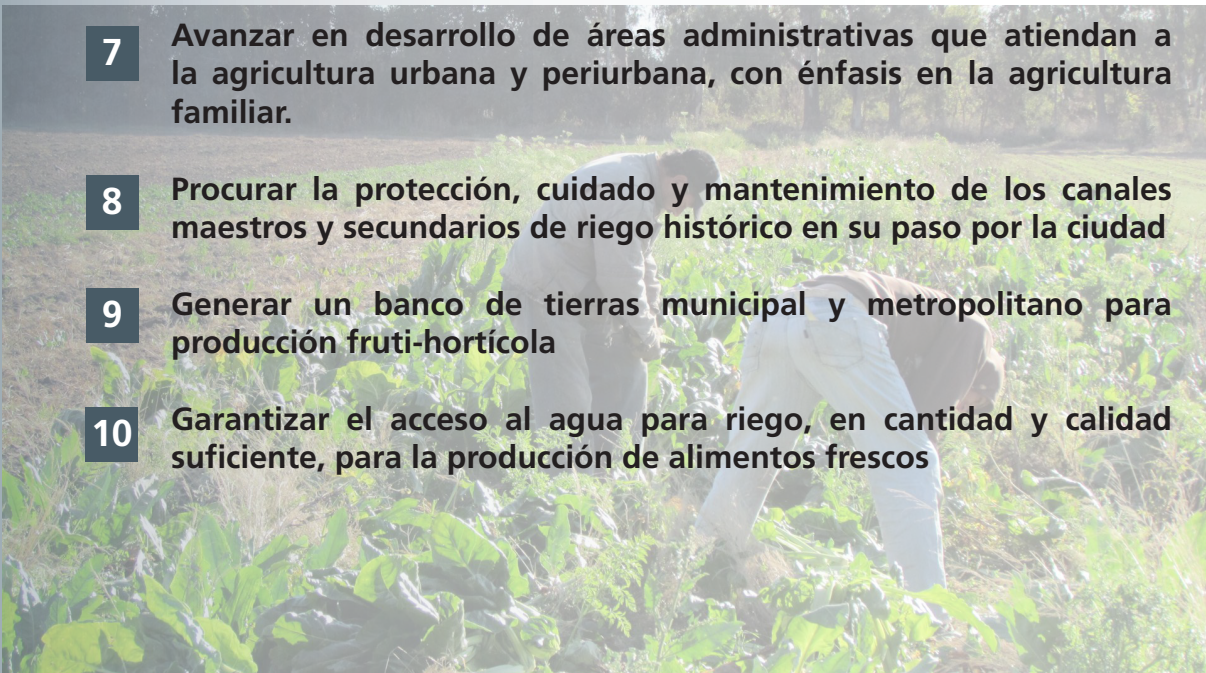 7 Avanzar en desarrollo de áreas administrativas que atiendan a
la agricultura urbana y periurbana, con énfasis en la agricultura
familiar.
8 Procurar la protección, cuidado y mantenimiento de los canales
maestros y secundarios de riego histórico en su paso por la ciudad
9 Generar un banco de tierras municipal y metropolitano para
producción fruti-hortícola
10 Garantizar el acceso al agua para riego, en cantidad y calidad
suficiente, para la producción de alimentos frescos